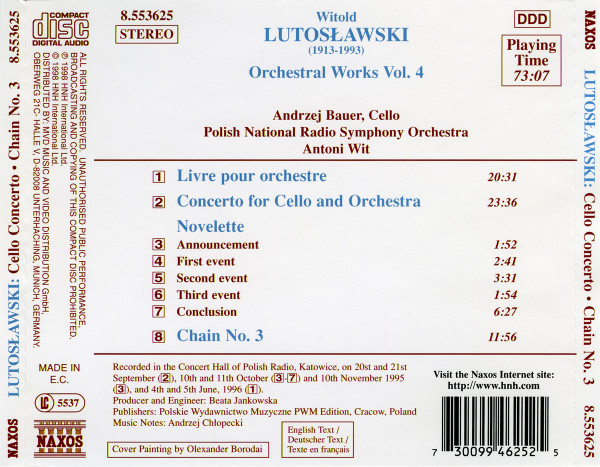 8.553625
NAXOS
LUTOSŁAWSKI: Cello Concerto • Chain No. 3
8.553625
COMPACT
disc
DIGITAL AUDIO
ALL RIGHTS RESERVED. UNAUTHORISED PUBLIC PERFORMANCE,
BROADCASTING AND COPYING OF THIS COMPACT DISC PROHIBITED.
℗ 1998 HNH International Ltd.
© 1998 HNH International Ltd.
DISTRIBUTED BY: MVD MUSIC AND VIDEO DISTRIBUTION GmbH,
OBERWEG 21C- HALLE V, D-82008 UNTERHACHING, MUNICH, GERMANY.
MADE IN
E.C.
LC 5537
NAXOS
8.553625
STEREO
Witold
LUTOSŁAWSKI
(1913-1993)
Orchestral Works Vol. 4
DDD
Playing
Time
73:07
Andrzej Bauer, Cello
Polish National Radio Symphony Orchestra
Antoni Wit
1 Livre pour orchestre 20:31
2 Concerto for Cello and Orchestra 23:36
Novelette
3 Announcement 1:52
4 First event 2:41
5 Second event 3:31
6 Third event 1:54
7 Conclusion 6:27
8 Chain No. 3 11:56
Recorded in the Concert Hall of Polish Radio, Katowice, on 20st and 21st
September (2), 10th and 11th October (3-7) and 10th November 1995
(3), and 4th and 5th June, 1996 (1).
Producer and Engineer: Beata Jankowska
Publishers: Polskie Wydawnictwo Muzyczne PWM Edition, Cracow, Poland
Music Notes: Andrzej Chłopecki
Cover Painting by Olexander Borodai
English Text /
Deutscher Text /
Texte en français
Visit the Naxos Internet site:
http://www.hnh.com
7 30099 46252 5
NAXOS
LUTOSŁAWSKI: Cello Concerto • Chain No. 3
8.553625